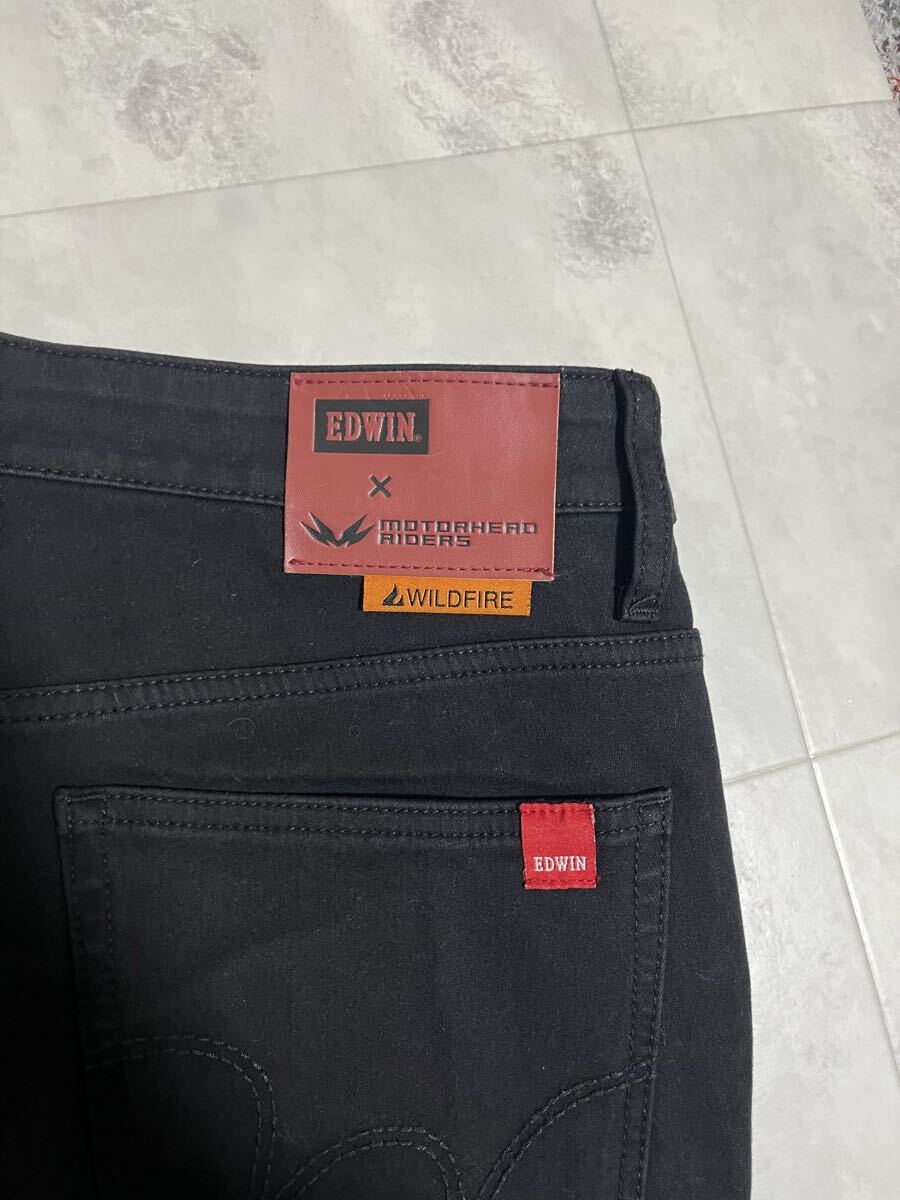 EDWIN®
×
MOTORHEAD
RIDERS
WILDFIRE
EDWIN